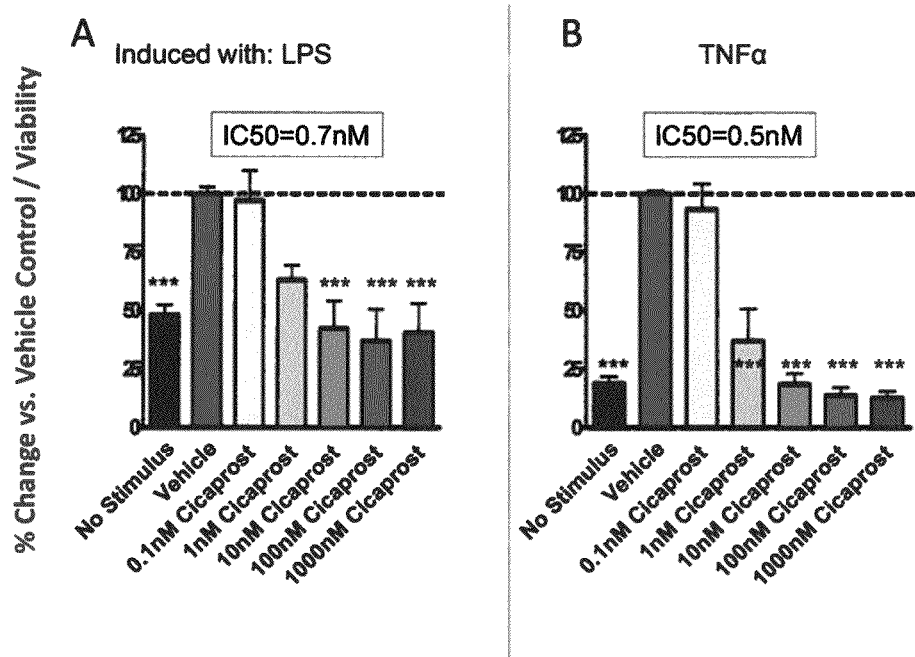 A
Induced with: LPS
IC50=0.7nM
% Change vs. Vehicle Control / Viability
125
100
75
50
25
0
***
***
***
***
No Stimulus
Vehicle
0.1nM Cicaprost
1nM Cicaprost
10nM Cicaprost
100nM Cicaprost
1000nM Cicaprost
B
TNFα
IC50=0.5nM
125
100
75
50
25
0
***
***
***
***
***
No Stimulus
Vehicle
0.1nM Cicaprost
1nM Cicaprost
10nM Cicaprost
100nM Cicaprost
1000nM Cicaprost